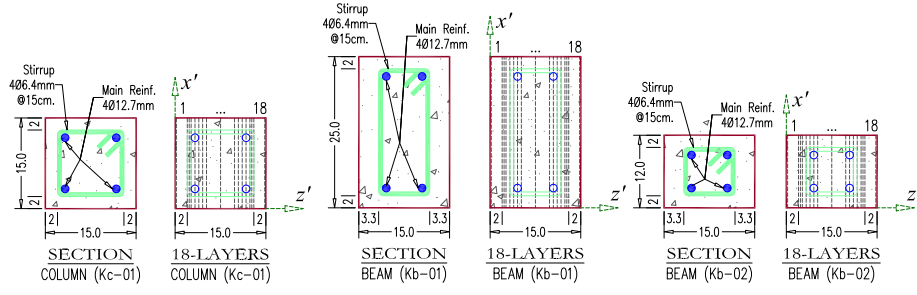 Stirrup
4Ø6.4mm
@15cm.
Main Reinf.
4Ø12.7mm
2
15.0
2
2
2
15.0
SECTION
COLUMN (Kc-01)
x'
1 ... 18
z'
2
2
15.0
18-LAYERS
COLUMN (Kc-01)
Stirrup
4Ø6.4mm
@15cm.
Main Reinf.
4Ø12.7mm
2
25.0
2
3.3
3.3
15.0
SECTION
BEAM (Kb-01)
x'
1 ... 18
z'
2
2
15.0
18-LAYERS
BEAM (Kb-01)
Stirrup
4Ø6.4mm
@15cm.
Main Reinf.
4Ø12.7mm
2
12.0
2
3.3
3.3
15.0
SECTION
BEAM (Kb-02)
x'
1 ... 18
z
2
2
15.0
18-LAYERS
BEAM (Kb-02)